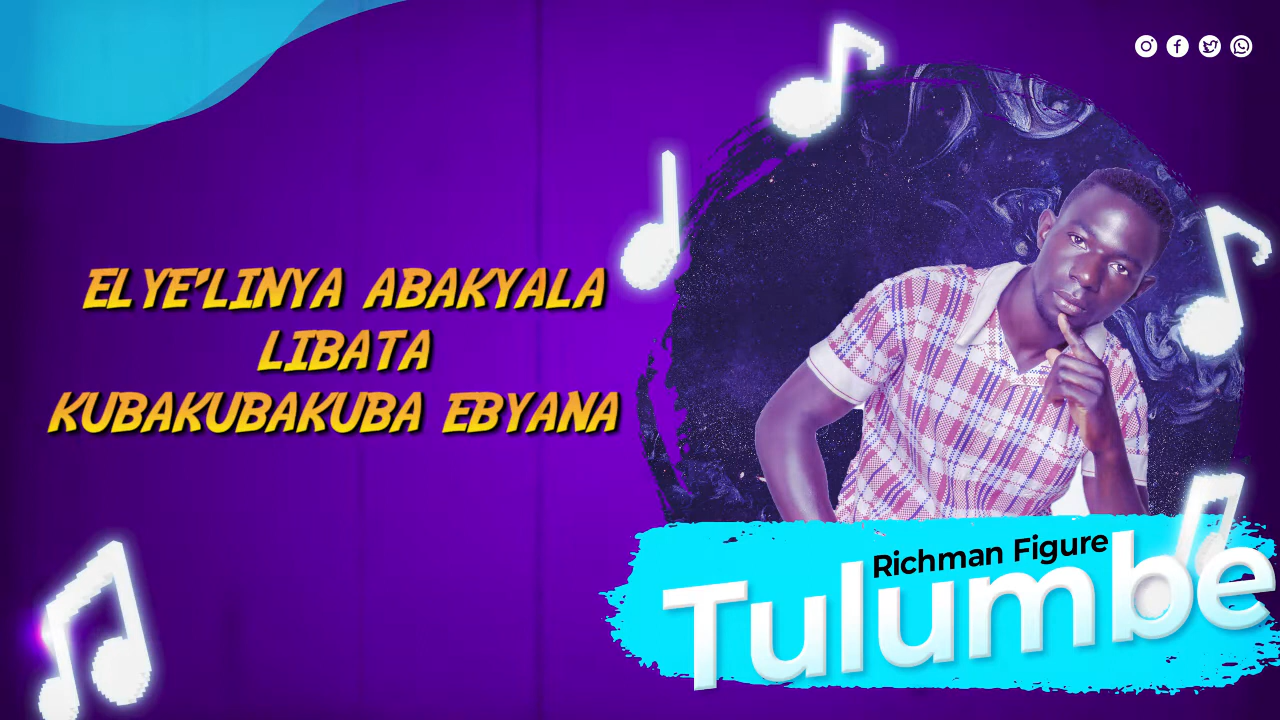 ELYE'LINYA ABAKYALA
LIBATA
KUBAKUBAKUBA EBYANA
Richman Figure
Tulumbe